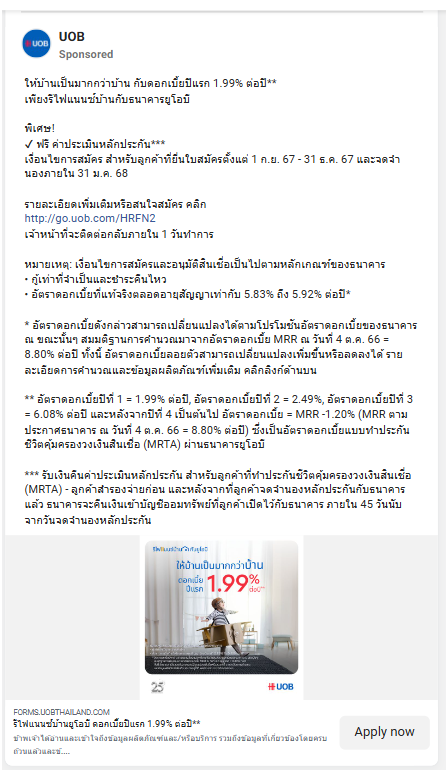 UOB
UOB
Sponsored
ให้บ้านเป็นมากกว่าบ้าน กับดอกเบี้ยปีแรก 1.99% ต่อปี**
เพียงรีไฟแนนซ์บ้านกับธนาคารยูโอบี
พิเศษ!
✓ ฟรี ค่าประเมินหลักประกัน***
เงื่อนไขการสมัคร สำหรับลูกค้าที่ยื่นใบสมัครตั้งแต่ 1 ก.ย. 67 - 31 ธ.ค. 67 และจดจำ
นองภายใน 31 ม.ค. 68
รายละเอียดเพิ่มเติมหรือสนใจสมัคร คลิก
http://go.uob.com/HRFN2
เจ้าหน้าที่จะติดต่อกลับภายใน 1 วันทำการ
หมายเหตุ: เงื่อนไขการสมัครและอนุมัติสินเชื่อเป็นไปตามหลักเกณฑ์ของธนาคาร
• กู้เท่าที่จำเป็นและชำระคืนไหว
• อัตราดอกเบี้ยที่แท้จริงตลอดอายุสัญญาเท่ากับ 5.83% ถึง 5.92% ต่อปี*
* อัตราดอกเบี้ยดังกล่าวสามารถเปลี่ยนแปลงได้ตามโปรโมชันอัตราดอกเบี้ยของธนาคาร
ณ ขณะนั้นๆ สมมติฐานการคำนวณมาจากอัตราดอกเบี้ย MRR ณ วันที่ 4 ต.ค. 66 =
8.80% ต่อปี ทั้งนี้ อัตราดอกเบี้ยลอยตัวสามารถเปลี่ยนแปลงเพิ่มขึ้นหรือลดลงได้ ราย
ละเอียดการคำนวณและข้อมูลผลิตภัณฑ์เพิ่มเติม คลิกลิงก์ด้านบน
** อัตราดอกเบี้ยปีที่ 1 = 1.99% ต่อปี, อัตราดอกเบี้ยปีที่ 2 = 2.49%, อัตราดอกเบี้ยปีที่ 3
= 6.08% ต่อปี และหลังจากปีที่ 4 เป็นต้นไป อัตราดอกเบี้ย = MRR -1.20% (MRR ตาม
ประกาศธนาคาร ณ วันที่ 4 ต.ค. 66 = 8.80% ต่อปี) ซึ่งเป็นอัตราดอกเบี้ยแบบทำประกัน
ชีวิตคุ้มครองวงเงินสินเชื่อ (MRTA) ผ่านธนาคารยูโอบี
*** รับเงินคืนค่าประเมินหลักประกัน สำหรับลูกค้าที่ทำประกันชีวิตคุ้มครองวงเงินสินเชื่อ
(MRTA) - ลูกค้าสำรองจ่ายก่อน และหลังจากที่ลูกค้าจดจำนองหลักประกันกับธนาคาร
แล้ว ธนาคารจะคืนเงินเข้าบัญชีออมทรัพย์ที่ลูกค้าเปิดไว้กับธนาคาร ภายใน 45 วันนับ
จากวันจดจำนองหลักประกัน
รีไฟแนนซ์บ้านกับยูโอบี
ให้บ้านเป็นมากกว่าบ้าน
ดอกเบี้ย
ปีแรก 1.99% ต่อปี**
25
UOB
FORMS.UOBTHAILAND.COM
รีไฟแนนซ์บ้านยูโอบี ดอกเบี้ยปีแรก 1.99% ต่อปี**
ข้าพเจ้าได้อ่านและเข้าใจถึงข้อมูลผลิตภัณฑ์และ/หรือบริการ รวมถึงข้อมูลที่เกี่ยวข้องโดยครบ
ถ้วนแล้วและข้...
Apply now